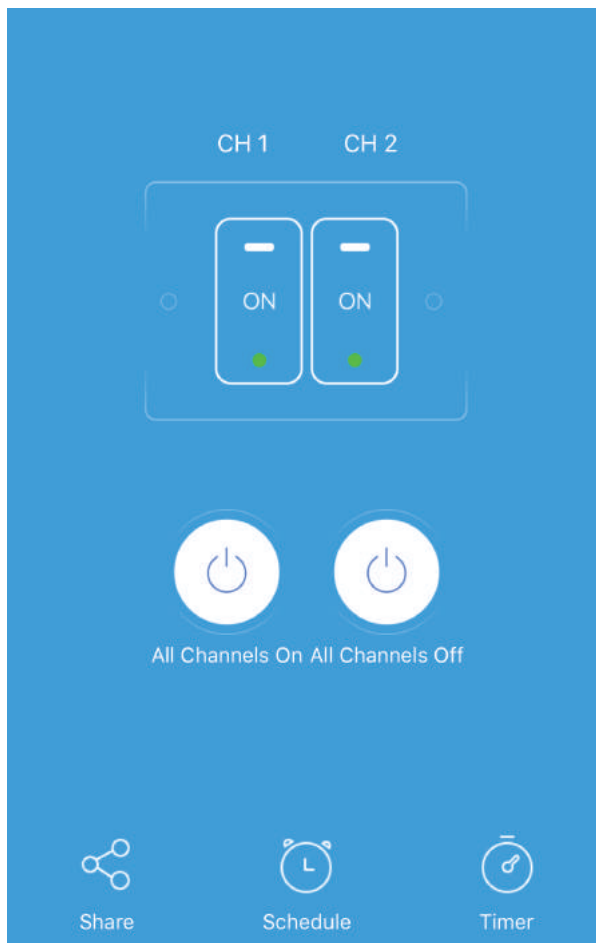 CH 1 CH 2
ON ON
All Channels On All Channels Off
Share Schedule Timer